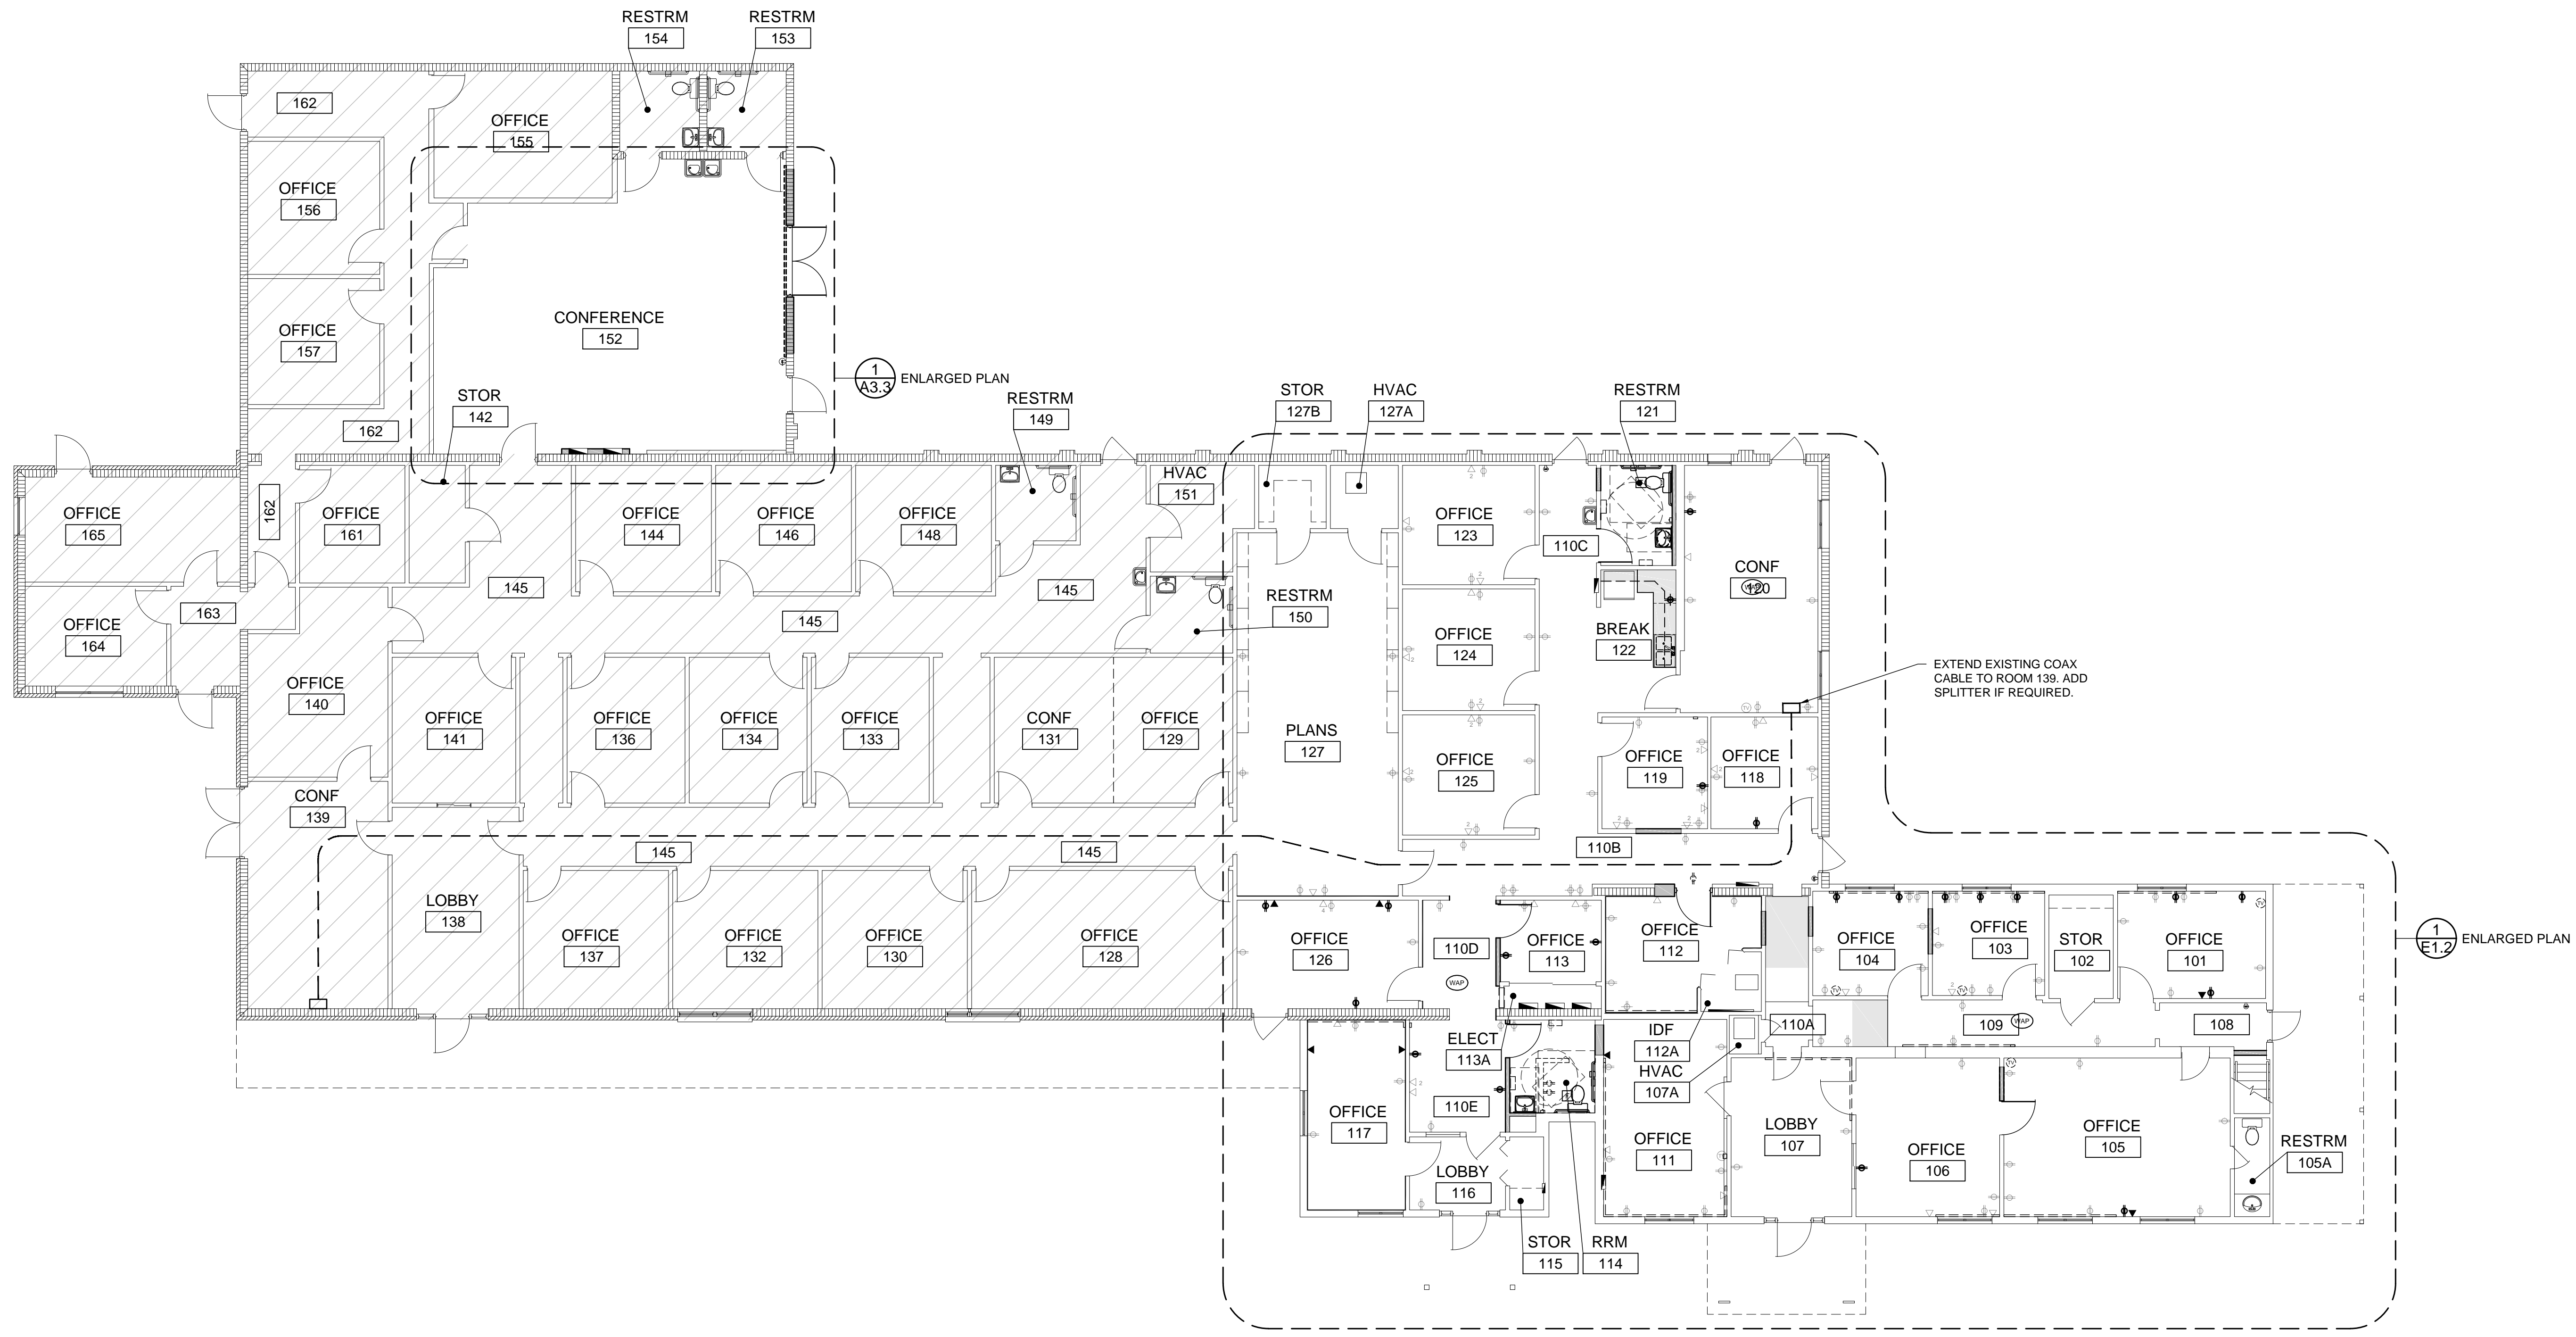 RESTRM
154
RESTRM
153
162
OFFICE
155
OFFICE
156
OFFICE
157
CONFERENCE
152
1
A3.3
ENLARGED PLAN
162
STOR
142
RESTRM
149
STOR
127B
HVAC
127A
RESTRM
121
OFFICE
165
162
OFFICE
161
OFFICE
144
OFFICE
146
OFFICE
148
HVAC
151
OFFICE
123
110C
CONF
120
WAP
145
145
145
163
OFFICE
164
RESTRM
150
OFFICE
124
BREAK
122
EXTEND EXISTING COAX
CABLE TO ROOM 139. ADD
SPLITTER IF REQUIRED.
OFFICE
140
OFFICE
141
OFFICE
136
OFFICE
134
OFFICE
133
CONF
131
OFFICE
129
PLANS
127
OFFICE
125
OFFICE
119
OFFICE
118
TV
CONF
139
145
145
110B
LOBBY
138
OFFICE
137
OFFICE
132
OFFICE
130
OFFICE
128
OFFICE
126
110D
WAP
OFFICE
113
OFFICE
112
OFFICE
104
OFFICE
103
STOR
102
OFFICE
101
1
E1.2
ENLARGED PLAN
ELECT
113A
IDF
112A
HVAC
107A
110A
109
WAP
108
110E
OFFICE
117
LOBBY
116
OFFICE
111
LOBBY
107
OFFICE
106
OFFICE
105
RESTRM
105A
STOR
115
RRM
114